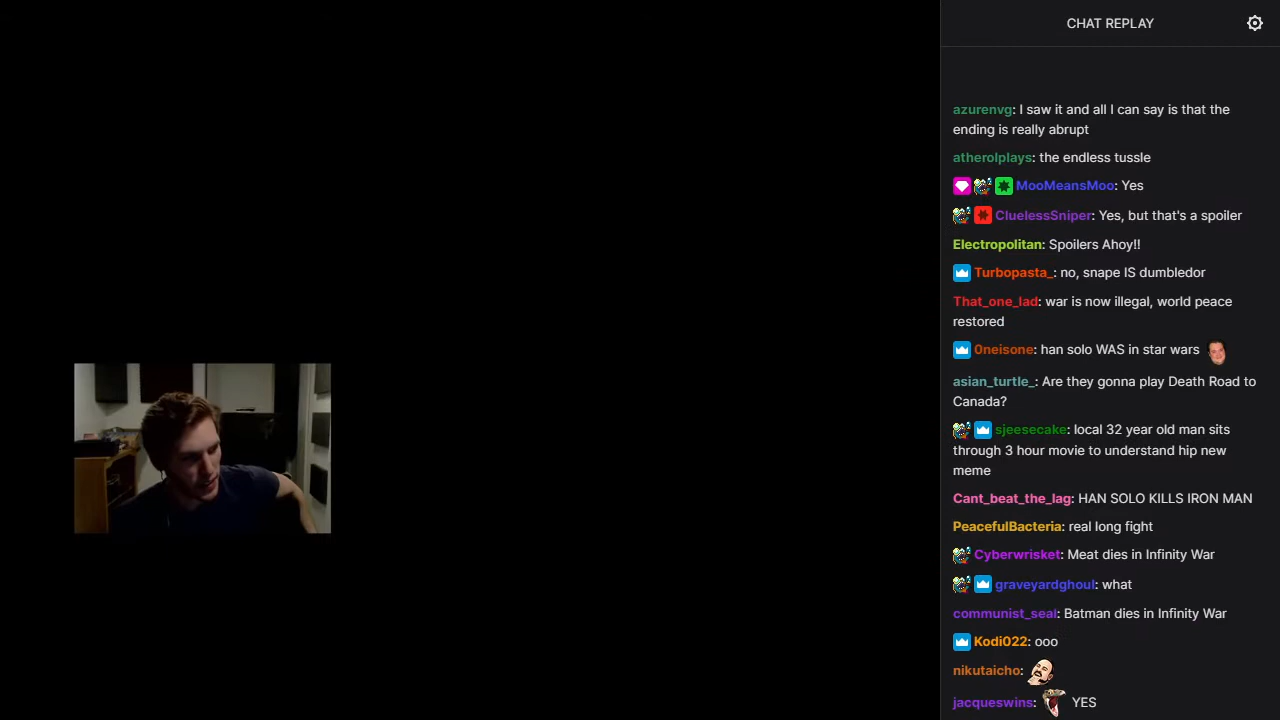 CHAT REPLAY
azurenvg: I saw it and all I can say is that the
ending is really abrupt
atherolplays: the endless tussle
MooMeansMoo: Yes
CluelessSniper: Yes, but that's a spoiler
Electropolitan: Spoilers Ahoy!!
Turbopasta_: no, snape IS dumbledor
That_one_lad: war is now illegal, world peace
restored
0neisone: han solo WAS in star wars
asian_turtle_: Are they gonna play Death Road to
Canada?
sjeesecake: local 32 year old man sits
through 3 hour movie to understand hip new
meme
Cant_beat_the_lag: HAN SOLO KILLS IRON MAN
PeacefulBacteria: real long fight
Cyberwrisket: Meat dies in Infinity War
graveyardghoul: what
communist_seal: Batman dies in Infinity War
Kodi022: ooo
nikutaicho:
jacqueswins: YES